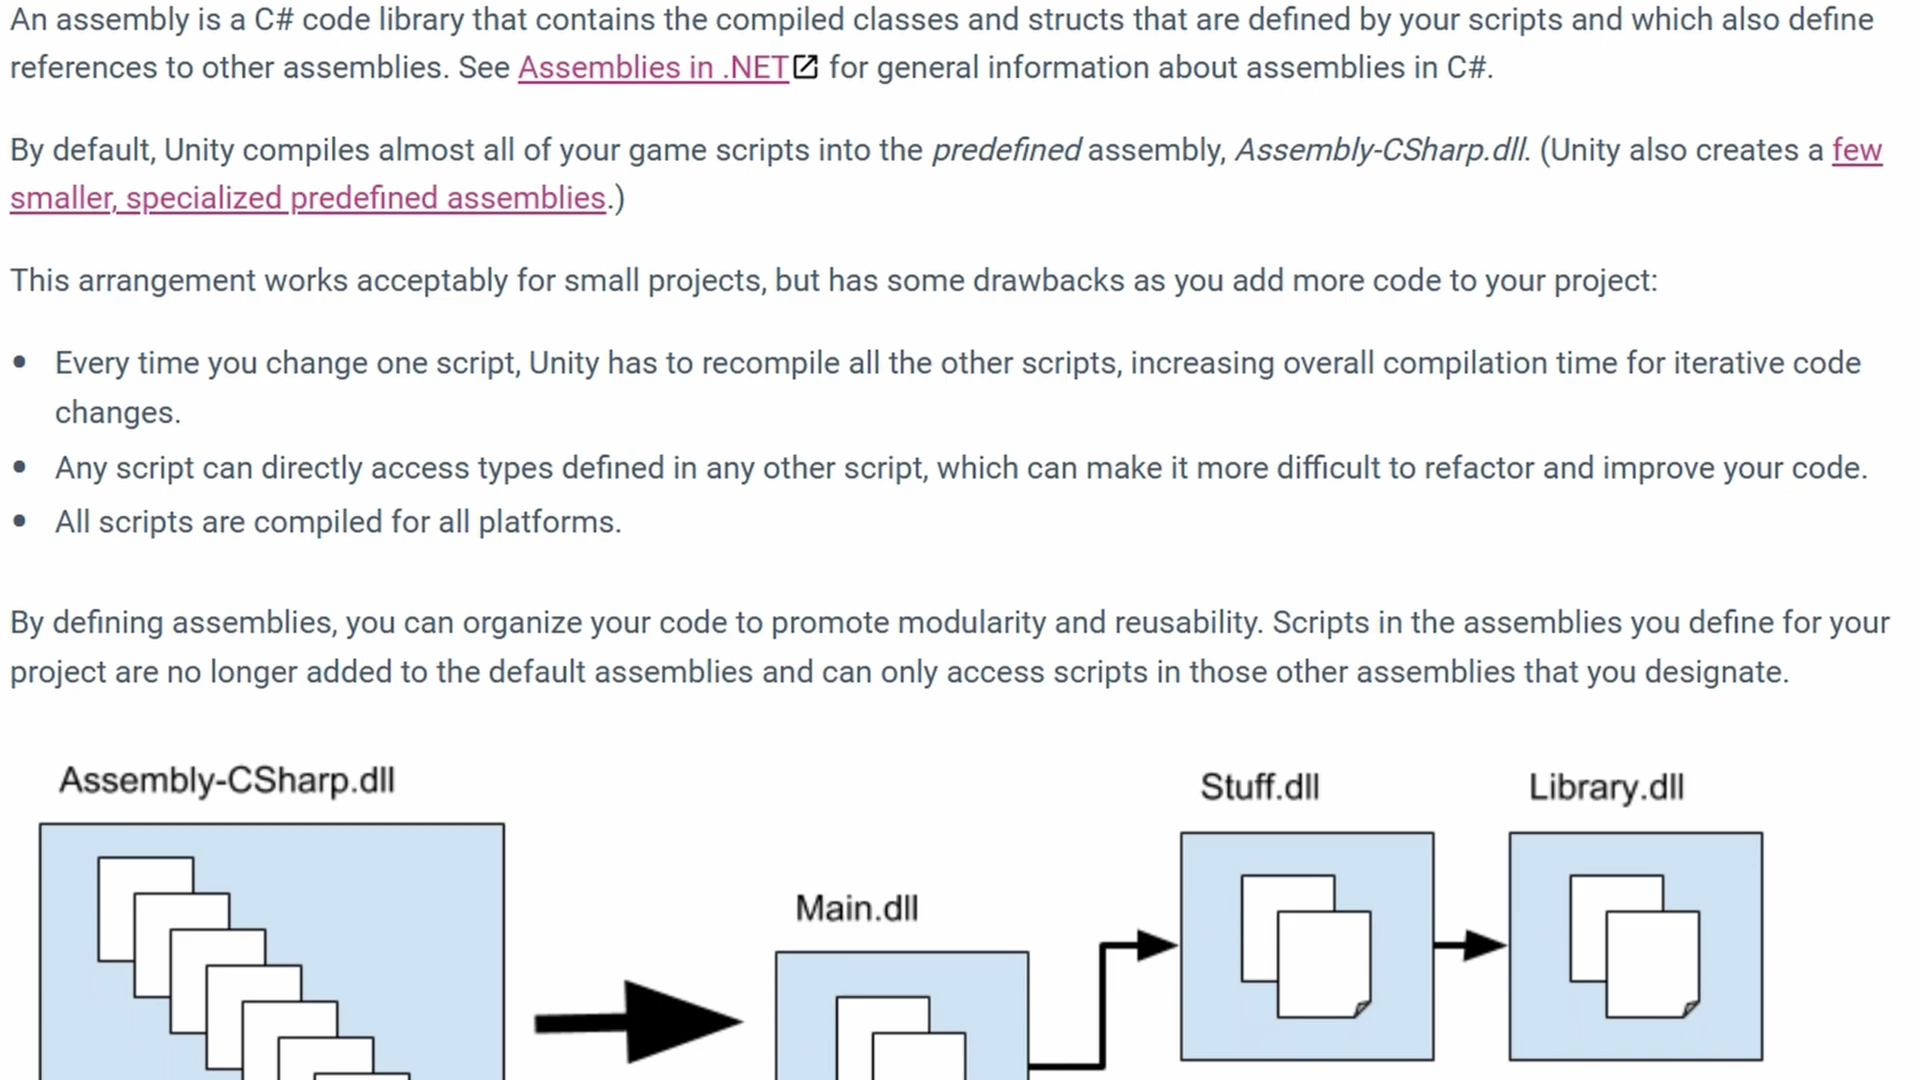 An assembly is a C# code library that contains the compiled classes and structs that are defined by your scripts and which also define
references to other assemblies. See Assemblies in .NET for general information about assemblies in C#.
By default, Unity compiles almost all of your game scripts into the predefined assembly, Assembly-CSharp.dll. (Unity also creates a few
smaller, specialized predefined assemblies.)
This arrangement works acceptably for small projects, but has some drawbacks as you add more code to your project:
• Every time you change one script, Unity has to recompile all the other scripts, increasing overall compilation time for iterative code
changes.
• Any script can directly access types defined in any other script, which can make it more difficult to refactor and improve your code.
• All scripts are compiled for all platforms.
By defining assemblies, you can organize your code to promote modularity and reusability. Scripts in the assemblies you define for your
project are no longer added to the default assemblies and can only access scripts in those other assemblies that you designate.
Assembly-CSharp.dll
Main.dll
Stuff.dll
Library.dll